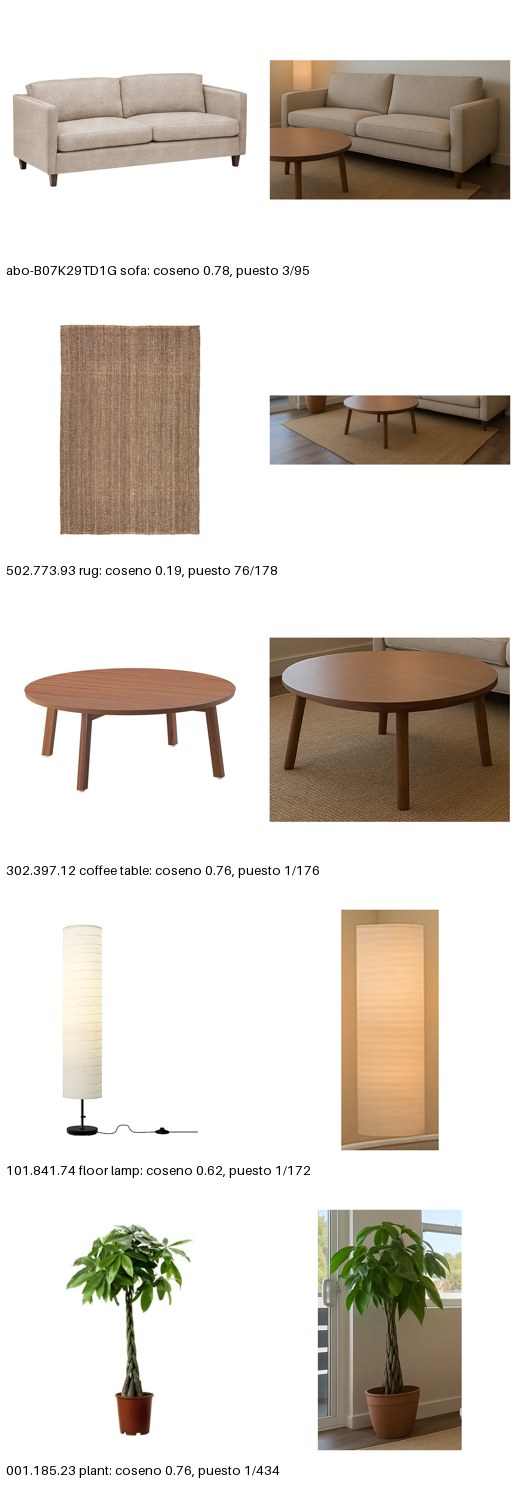 abo-B07K29TD1G sofa: coseno 0.78, puesto 3/95
502.773.93 rug: coseno 0.19, puesto 76/178
302.397.12 coffee table: coseno 0.76, puesto 1/176
101.841.74 floor lamp: coseno 0.62, puesto 1/172
001.185.23 plant: coseno 0.76, puesto 1/434